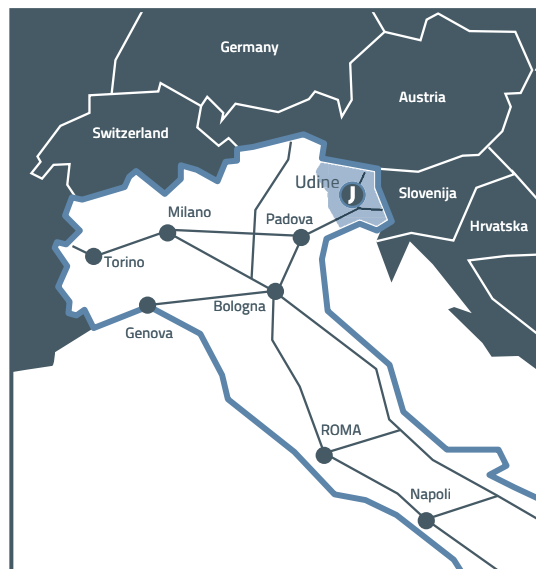 Germany
Austria
Switzerland
Udine
J
Slovenija
Milano
Padova
Hrvatska
Torino
Bologna
Genova
ROMA
Napoli